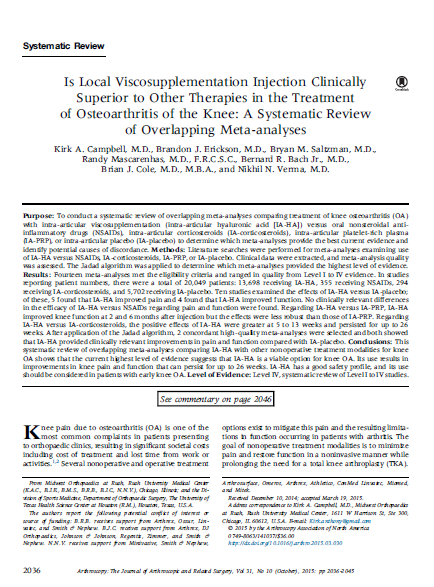 Systematic Review
Is Local Viscosupplementation Injection Clinically
Superior to Other Therapies in the Treatment
of Osteoarthritis of the Knee: A Systematic Review
of Overlapping Meta-analyses
Kirk A. Campbell, M.D., Brandon J. Erickson, M.D., Bryan M. Saltzman, M.D.,
Randy Mascarenhas, M.D., F.R.C.S.C., Bernard R. Bach Jr., M.D.,
Brian J. Cole, M.D., M.B.A., and Nikhil N. Verma, M.D.
Purpose: To conduct a systematic review of overlapping meta-analyses comparing treatment of knee osteoarthritis (OA)
with intra-articular viscosupplementation (intra-articular hyaluronic acid [IA-HA]) versus oral nonsteroidal anti-
inflammatory drugs (NSAIDs), intra-articular corticosteroids (IA-corticosteroids), intra-articular platelet-rich plasma
(IA-PRP), or intra-articular placebo (IA-placebo) to determine which meta-analyses provide the best current evidence and
identify potential causes of discordance. Methods: Literature searches were performed for meta-analyses examining use
of IA-HA versus NSAIDs, IA-corticosteroids, IA-PRP, or IA-placebo. Clinical data were extracted, and meta-analysis quality
was assessed. The Jadad algorithm was applied to determine which meta-analyses provided the highest level of evidence.
Results: Fourteen meta-analyses met the eligibility criteria and ranged in quality from Level I to IV evidence. In studies
reporting patient numbers, there were a total of 20,049 patients: 13,698 receiving IA-HA, 355 receiving NSAIDs, 294
receiving IA-corticosteroids, and 5,702 receiving IA-placebo. Ten studies examined the effects of IA-HA versus IA-placebo;
of these, 5 found that IA-HA improved pain and 4 found that IA-HA improved function. No clinically relevant differences
in the efficacy of IA-HA versus NSAIDs regarding pain and function were found. Regarding IA-HA versus IA-PRP, IA-HA
improved knee function at 2 and 6 months after injection but the effects were less robust than those of IA-PRP. Regarding
IA-HA versus IA-corticosteroids, the positive effects of IA-HA were greater at 5 to 13 weeks and persisted for up to 26
weeks. After application of the Jadad algorithm, 2 concordant high-quality meta-analyses were selected and both showed
that IA-HA provided clinically relevant improvements in pain and function compared with IA-placebo. Conclusions: This
systematic review of overlapping meta-analyses comparing IA-HA with other nonoperative treatment modalities for knee
OA shows that the current highest level of evidence suggests that IA-HA is a viable option for knee OA. Its use results in
improvements in knee pain and function that can persist for up to 26 weeks. IA-HA has a good safety profile, and its use
should be considered in patients with early knee OA. Level of Evidence: Level IV, systematic review of Level I to IV studies.
See commentary on page 2046
Knee pain due to osteoarthritis (OA) is one of the
most common complaints in patients presenting
to orthopaedic clinics, resulting in significant societal costs
including cost of treatment and lost time from work or
activities.1,2 Several nonoperative and operative treatment
options exist to mitigate this pain and the resulting limita-
tions in function occurring in patients with arthritis. The
goal of nonoperative treatment modalities is to minimize
pain and restore function in a noninvasive manner while
prolonging the need for a total knee arthroplasty (TKA).
From Midwest Orthopaedics at Rush, Rush University Medical Center
(K.A.C., B.J.E., B.M.S., B.R.B., B.J.C., N.N.V.), Chicago, Illinois; and the Di-
vision of Sports Medicine, Department of Orthopaedic Surgery, The University of
Texas Health Science Center at Houston (R.M.), Houston, Texas, U.S.A.
The authors report the following potential conflict of interest or
source of funding: B.R.B. receives support from Arthrex, Ossur, Lin-
vatec, and Smith & Nephew. B.J.C. receives support from Arthrex, DJ
Orthopaedics, Johnson & Johnson, Regentis, Zimmer, and Smith &
Nephew. N.N.V. receives support from Minivasive, Smith & Nephew,
Arthrosurface, Omeros, Arthrex, Athletico, ConMed Linvatec, Miomed,
and Mitek.
Received December 10, 2014; accepted March 19, 2015.
Address correspondence to Kirk A. Campbell, M.D., Midwest Orthopaedics
at Rush, Rush University Medical Center, 1611 W Harrison St, Ste 300,
Chicago, IL 60612, U.S.A. E-mail: Kirkanthony@gmail.com
© 2015 by the Arthroscopy Association of North America
0749-8063/141037/$36.00
http://dx.doi.org/10.1016/j.arthro.2015.03.030
2036
Arthroscopy: The Journal of Arthroscopic and Related Surgery, Vol 31, No 10 (October), 2015: pp 2036-2045